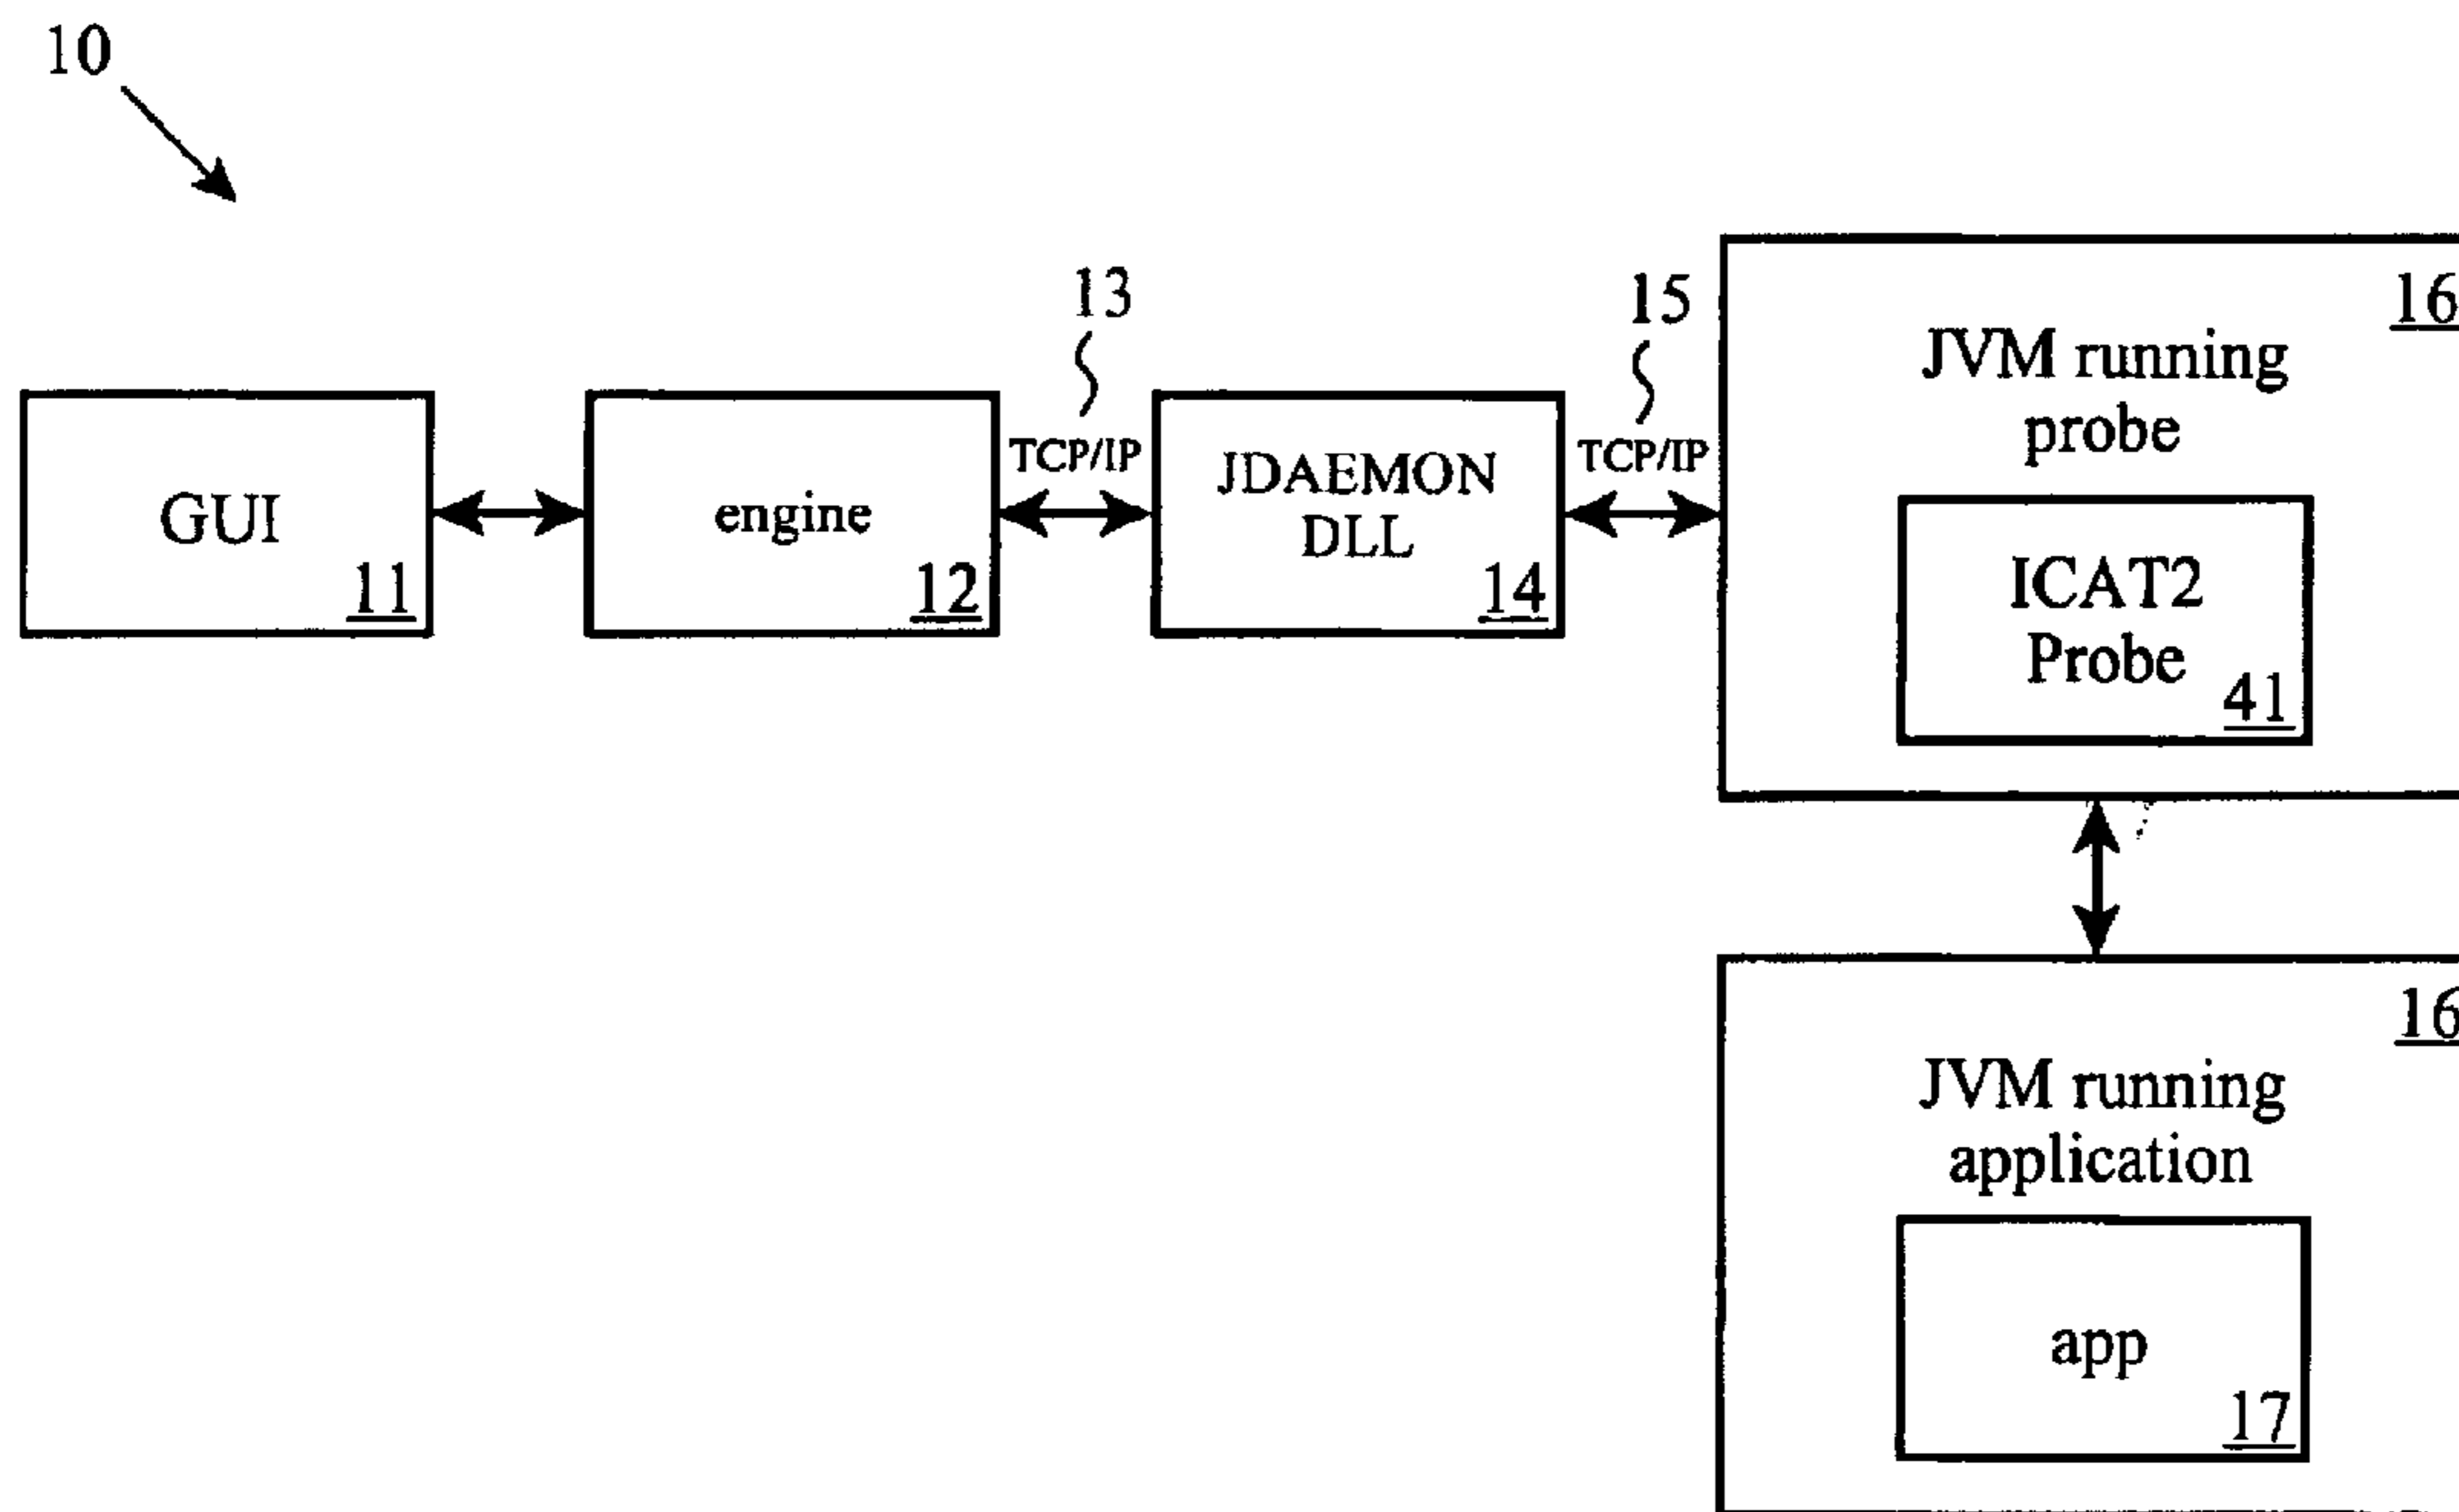 10
13
15
16
JVM running
probe
TCP/IP
TCP/IP
GUI
11
engine
12
JDAEMON
DLL
14
ICAT2
Probe
41
16
JVM running
application
app
17